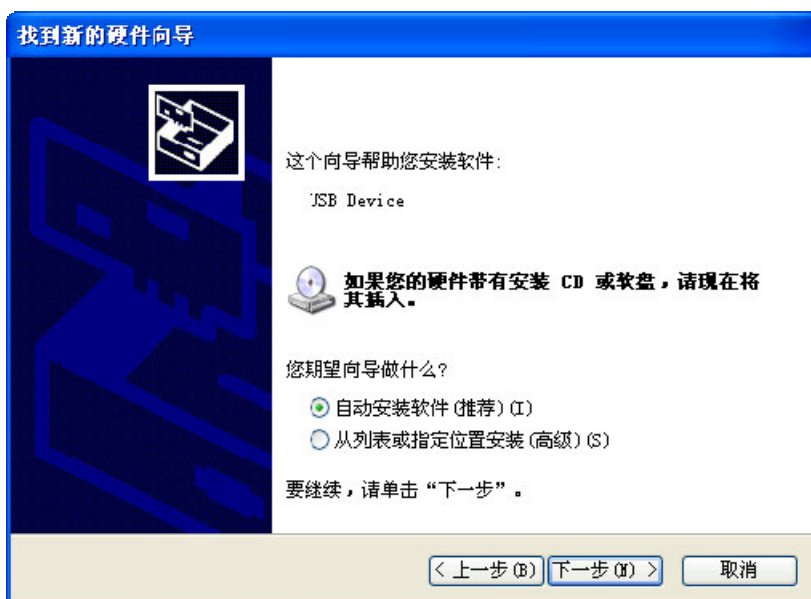 找到新的硬件向导
这个向导帮助您安装软件:
USB Device
如果您的硬件带有安装 CD 或软盘，请现在将
其插入。
您期望向导做什么?
自动安装软件(推荐)(I)
从列表或指定位置安装(高级)(S)
要继续，请单击“下一步”。
< 上一步(B) 下一步(N) > 取消